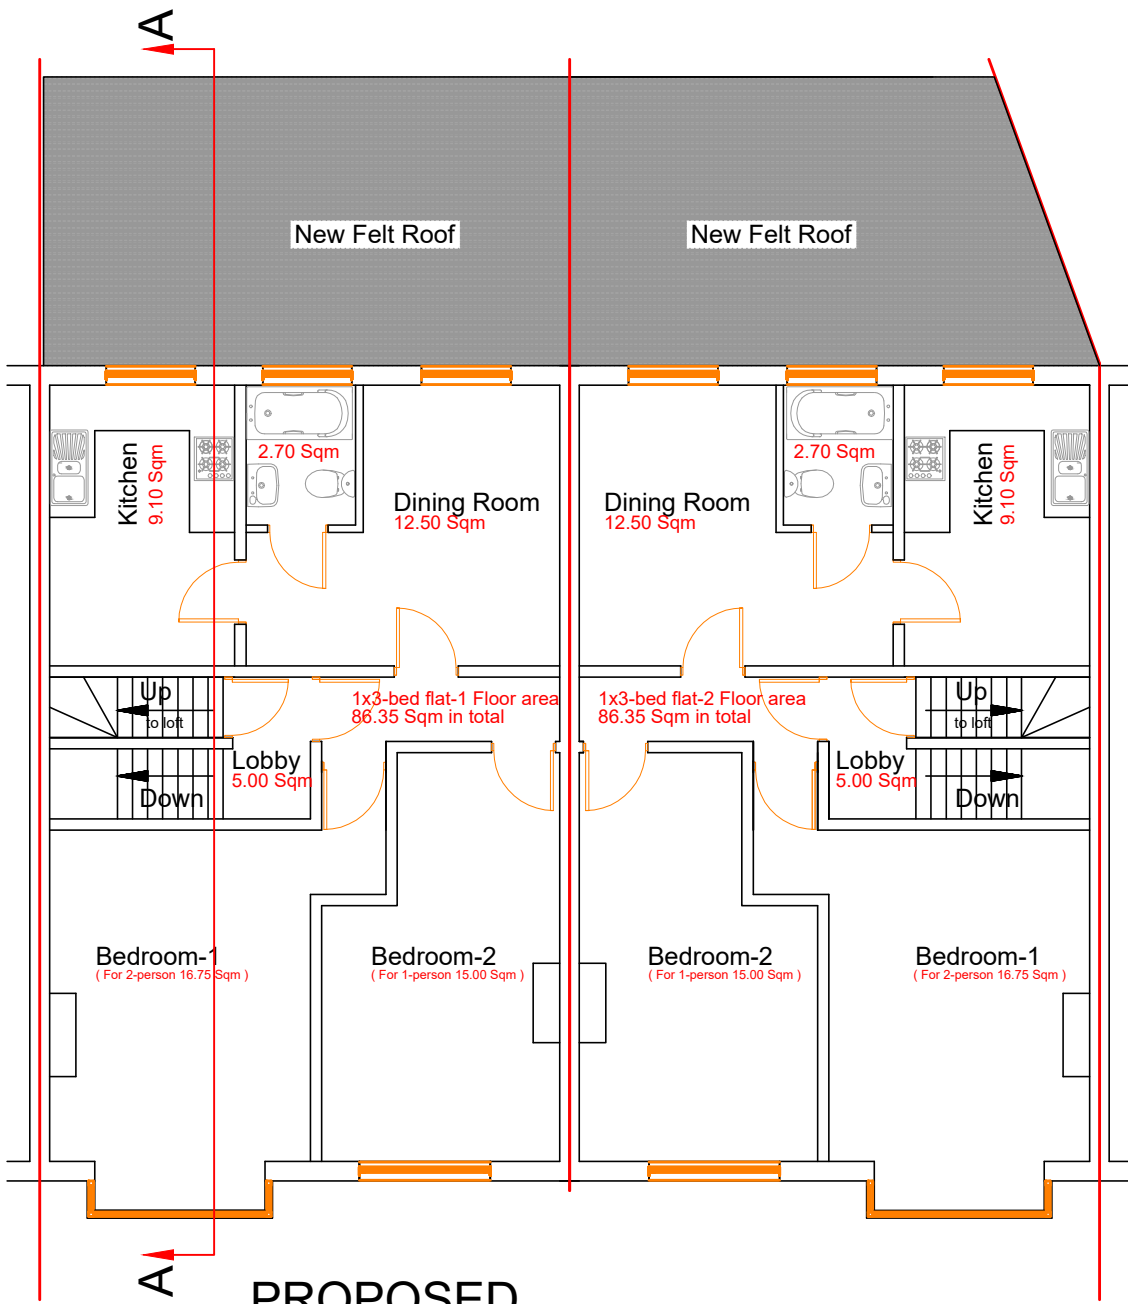 A
New Felt Roof
New Felt Roof
Kitchen
9.10 Sqm
2.70 Sqm
Dining Room
12.50 Sqm
Dining Room
12.50 Sqm
2.70 Sqm
Kitchen
9.10 Sqm
Up
to loft
1x3-bed flat-1 Floor area
86.35 Sqm in total
1x3-bed flat-2 Floor area
86.35 Sqm in total
Up
to loft
Lobby
5.00 Sqm
Down
Lobby
5.00 Sqm
Down
Bedroom-1
( For 2-person 16.75 Sqm )
Bedroom-2
( For 1-person 15.00 Sqm )
Bedroom-2
( For 1-person 15.00 Sqm )
Bedroom-1
( For 2-person 16.75 Sqm )
A
PROPOSED